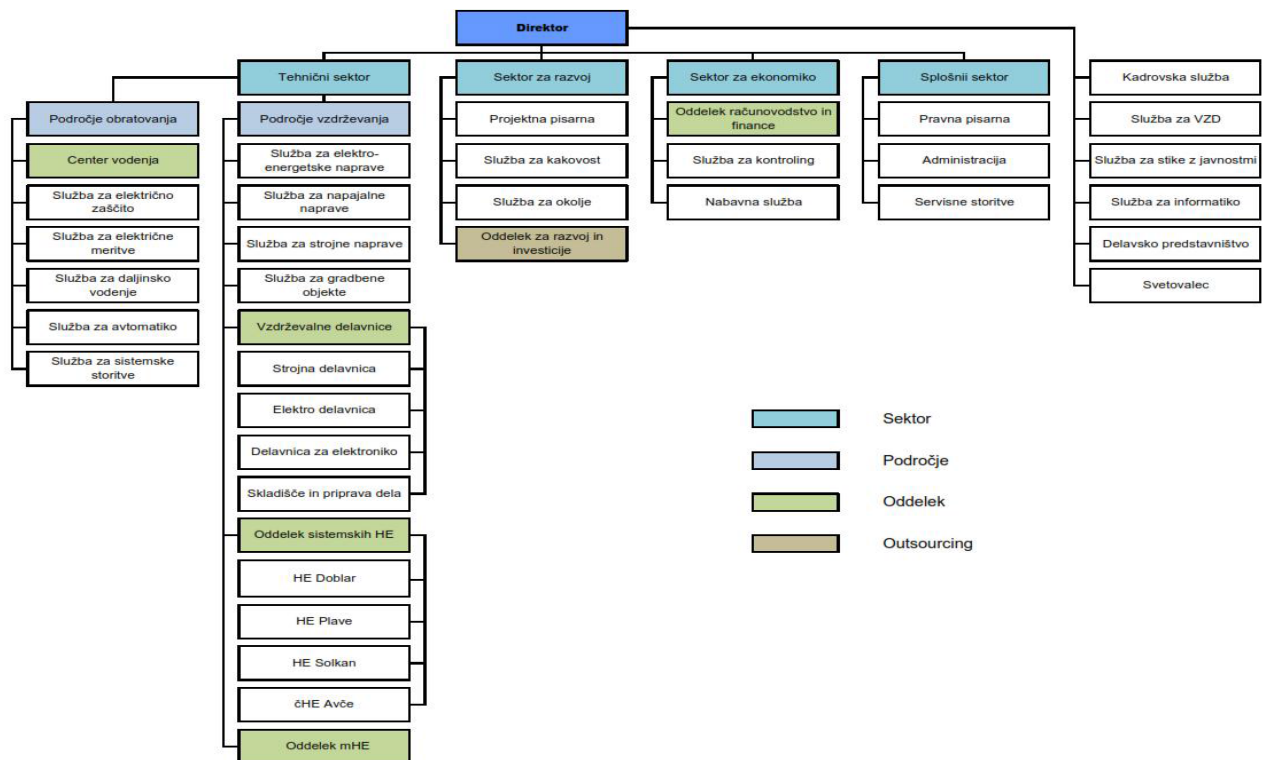 Direktor
Tehnični sektor
Področje obratovanja
Center vodenja
Služba za električno
zaščito
Služba za električne
meritve
Služba za daljinsko
vodenje
Služba za avtomatiko
Služba za sistemske
storitve
Področje vzdrževanja
Služba za elektro-
energetske naprave
Služba za napajalne
naprave
Služba za strojne naprave
Služba za gradbene
objekte
Vzdrževalne delavnice
Strojna delavnica
Elektro delavnica
Delavnica za elektroniko
Skladišče in priprava dela
Oddelek sistemskih HE
HE Doblar
HE Plave
HE Solkan
čHE Avče
Oddelek mHE
Sektor za razvoj
Projektna pisarna
Služba za kakovost
Služba za okolje
Oddelek za razvoj in
investicije
Sektor za ekonomiko
Oddelek računovodstvo in
finance
Služba za kontroling
Nabavna služba
Splošnii sektor
Pravna pisarna
Administracija
Servisne storitve
Kadrovska služba
Služba za VZD
Služba za stike z javnostmi
Služba za informatiko
Delavsko predstavništvo
Svetovalec
Sektor
Področje
Oddelek
Outsourcing